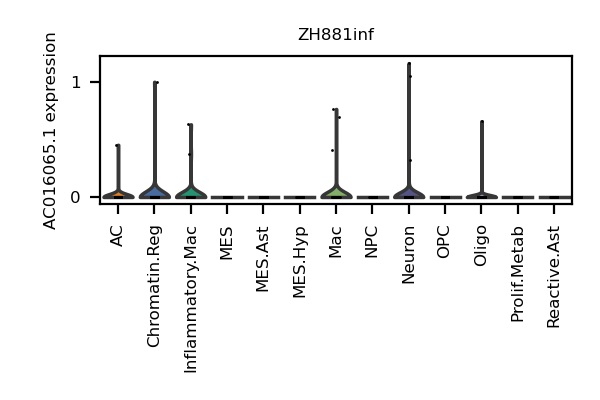 ZH881inf
AC016065.1 expression
1
0
AC
Chromatin.Reg
Inflammatory.Mac
MES
MES.Ast
MES.Hyp
Mac
NPC
Neuron
OPC
Oligo
Prolif.Metab
Reactive.Ast